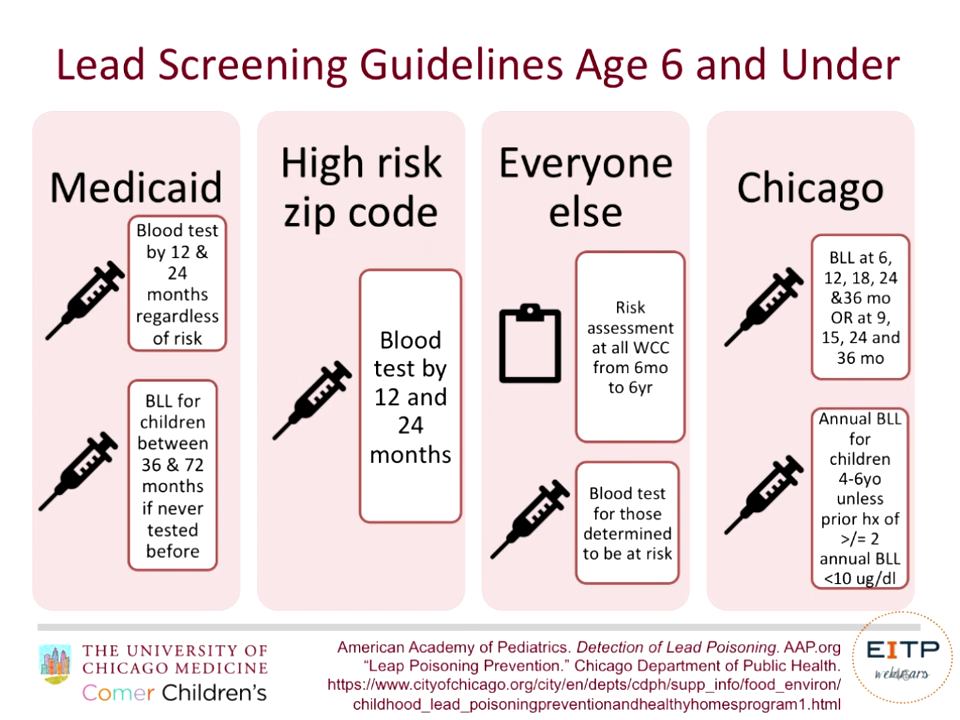 Lead Screening Guidelines Age 6 and Under
Medicaid
Blood test
by 12 &
24
months
regardless
of risk
BLL for
children
between
36 & 72
months
if never
tested
before
High risk
zip code
Blood
test by
12 and
24
months
Everyone
else
Risk
assessment
at all WCC
from 6mo
to 6yr
Blood test
for those
determined
to be at risk
Chicago
BLL at 6,
12, 18, 24
&36 mo
OR at 9,
15, 24 and
36 mo
Annual BLL
for
children
4-6yo
unless
prior hx of
>/= 2
annual BLL
<10 ug/dl
THE UNIVERSITY OF
CHICAGO MEDICINE
Comer Children's
American Academy of Pediatrics. Detection of Lead Poisoning. AAP.org
“Leap Poisoning Prevention.” Chicago Department of Public Health.
https://www.cityofchicago.org/city/en/depts/cdph/supp_info/food_environ/
childhood_lead_poisoningpreventionandhealthyhomesprogram1.html
EITP
webinars